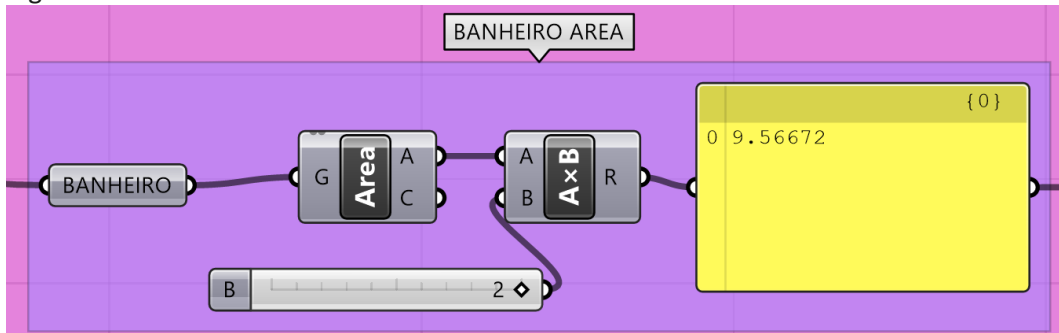 BANHEIRO AREA
{0}
0 9.56672
BANHEIRO
G Area A C
A B A×B R
B 2